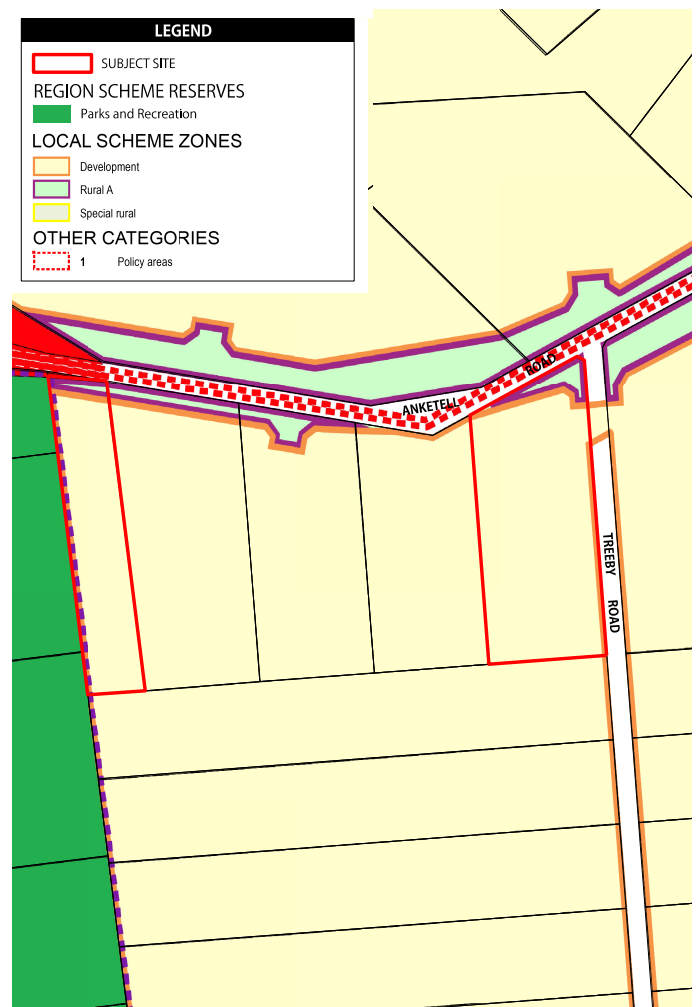 LEGEND
SUBJECT SITE
REGION SCHEME RESERVES
Parks and Recreation
LOCAL SCHEME ZONES
Development
Rural A
Special rural
OTHER CATEGORIES
1 Policy areas
ANKETELL ROAD
TREEBY ROAD